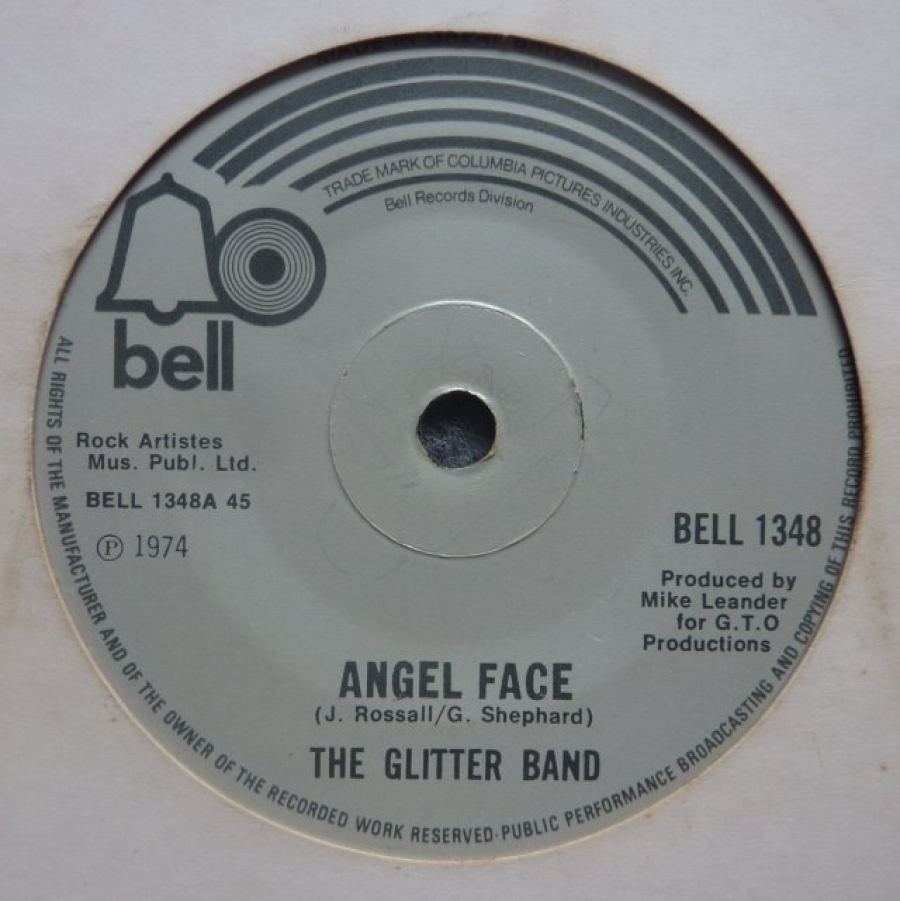 TRADE MARK OF COLUMBIA PICTURES INDUSTRIES INC.
Bell Records Division
bell
Rock Artistes
Mus. Publ. Ltd.
BELL 1348A 45
Ⓟ 1974
BELL 1348
Produced by
Mike Leander
for G.T.O
Productions
ANGEL FACE
(J. Rossall/G. Shephard)
THE GLITTER BAND
ALL RIGHTS OF THE MANUFACTURER AND OF THE OWNER OF THE RECORDED WORK RESERVED·PUBLIC PERFORMANCE BROADCASTING AND COPYING OF THIS RECORD PROHIBITED